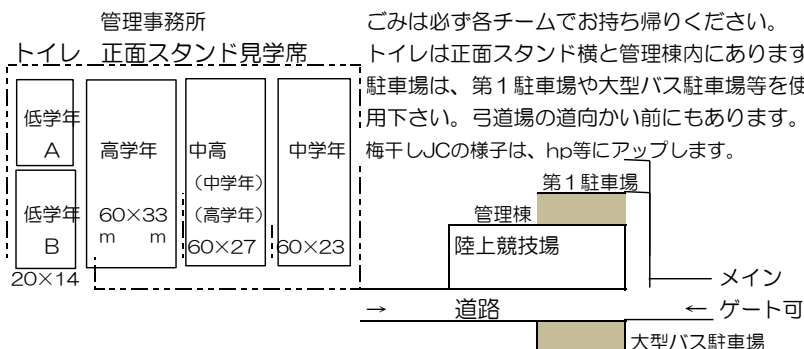 管理事務所
トイレ 正面スタンド見学席
ごみは必ず各チームでお持ち帰りください。
トイレは正面スタンド横と管理棟内にあります
駐車場は、第1駐車場や大型バス駐車場等を使
用下さい。弓道場の道向かい前にもあります。
梅干しJCの様子は、hp等にアップします。
低学年
A
低学年
B
20×14
高学年
60×33
m m
中高
(中学年)
(高学年)
60×27
中学年
60×23
第1駐車場
管理棟
陸上競技場
メイン
→ 道路 ← ゲート可
大型バス駐車場